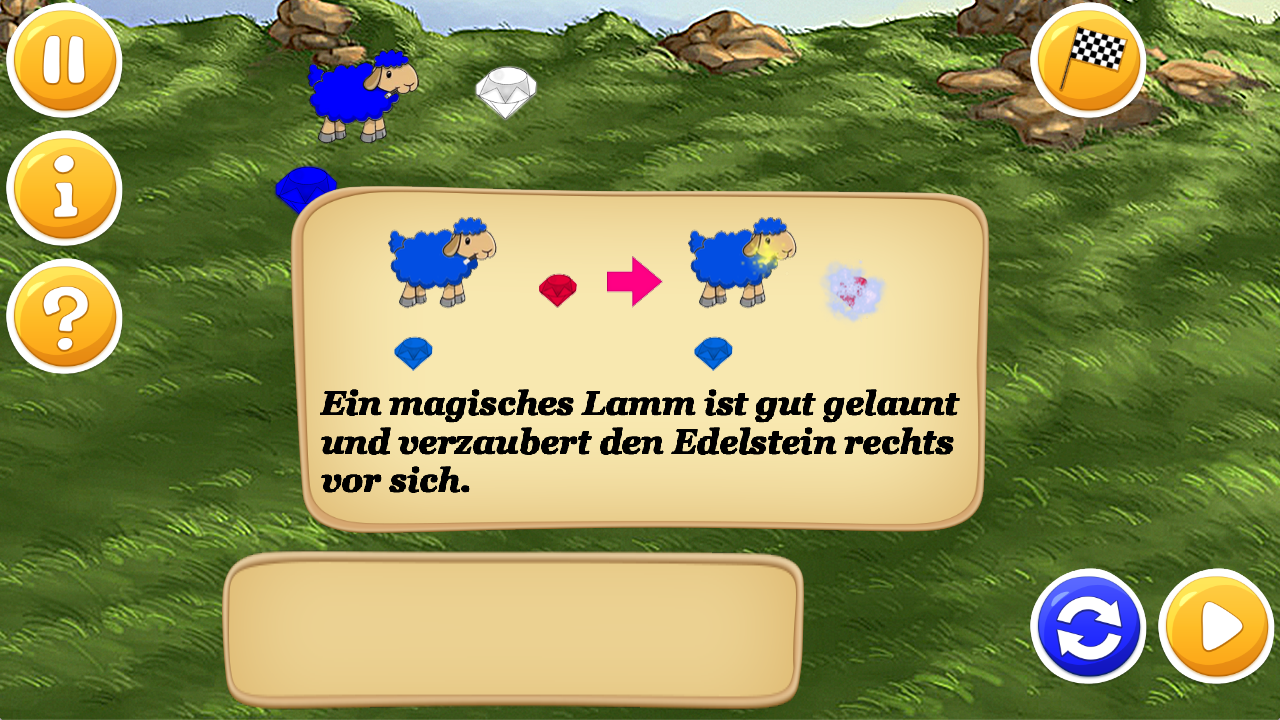 Ein magisches Lamm ist gut gelaunt
und verzaubert den Edelstein rechts
vor sich.